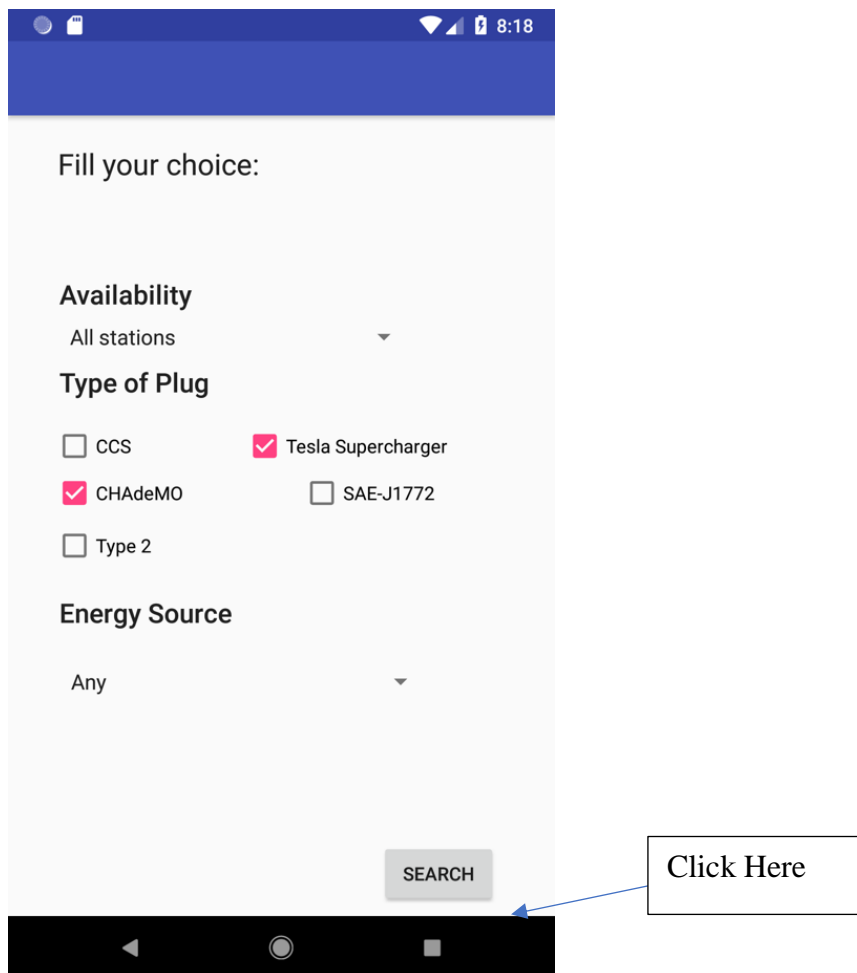 8:18
Fill your choice:
Availability
All stations
Type of Plug
CCS
Tesla Supercharger
CHAdeMO
SAE-J1772
Type 2
Energy Source
Any
SEARCH
Click Here